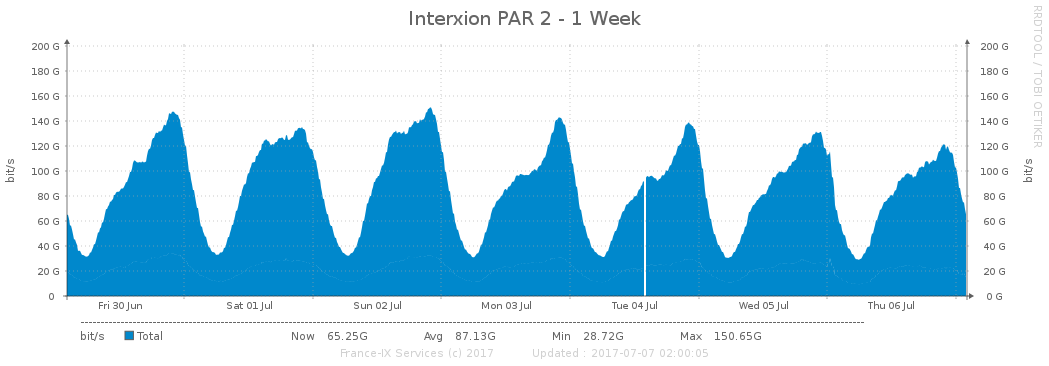 Interxion PAR 2 - 1 Week
RRDTOOL / TOBI OETIKER
200 G 200 G
180 G 180 G
160 G 160 G
140 G 140 G
120 G 120 G
100 G 100 G
80 G 80 G
60 G 60 G
40 G 40 G
20 G 20 G
0 0 G
bit/s
bit/s
Fri 30 Jun Sat 01 Jul Sun 02 Jul Mon 03 Jul Tue 04 Jul Wed 05 Jul Thu 06 Jul
bit/s Total Now 65.25G Avg 87.13G Min 28.72G Max 150.65G
France-IX Services (c) 2017 Updated : 2017-07-07 02:00:05